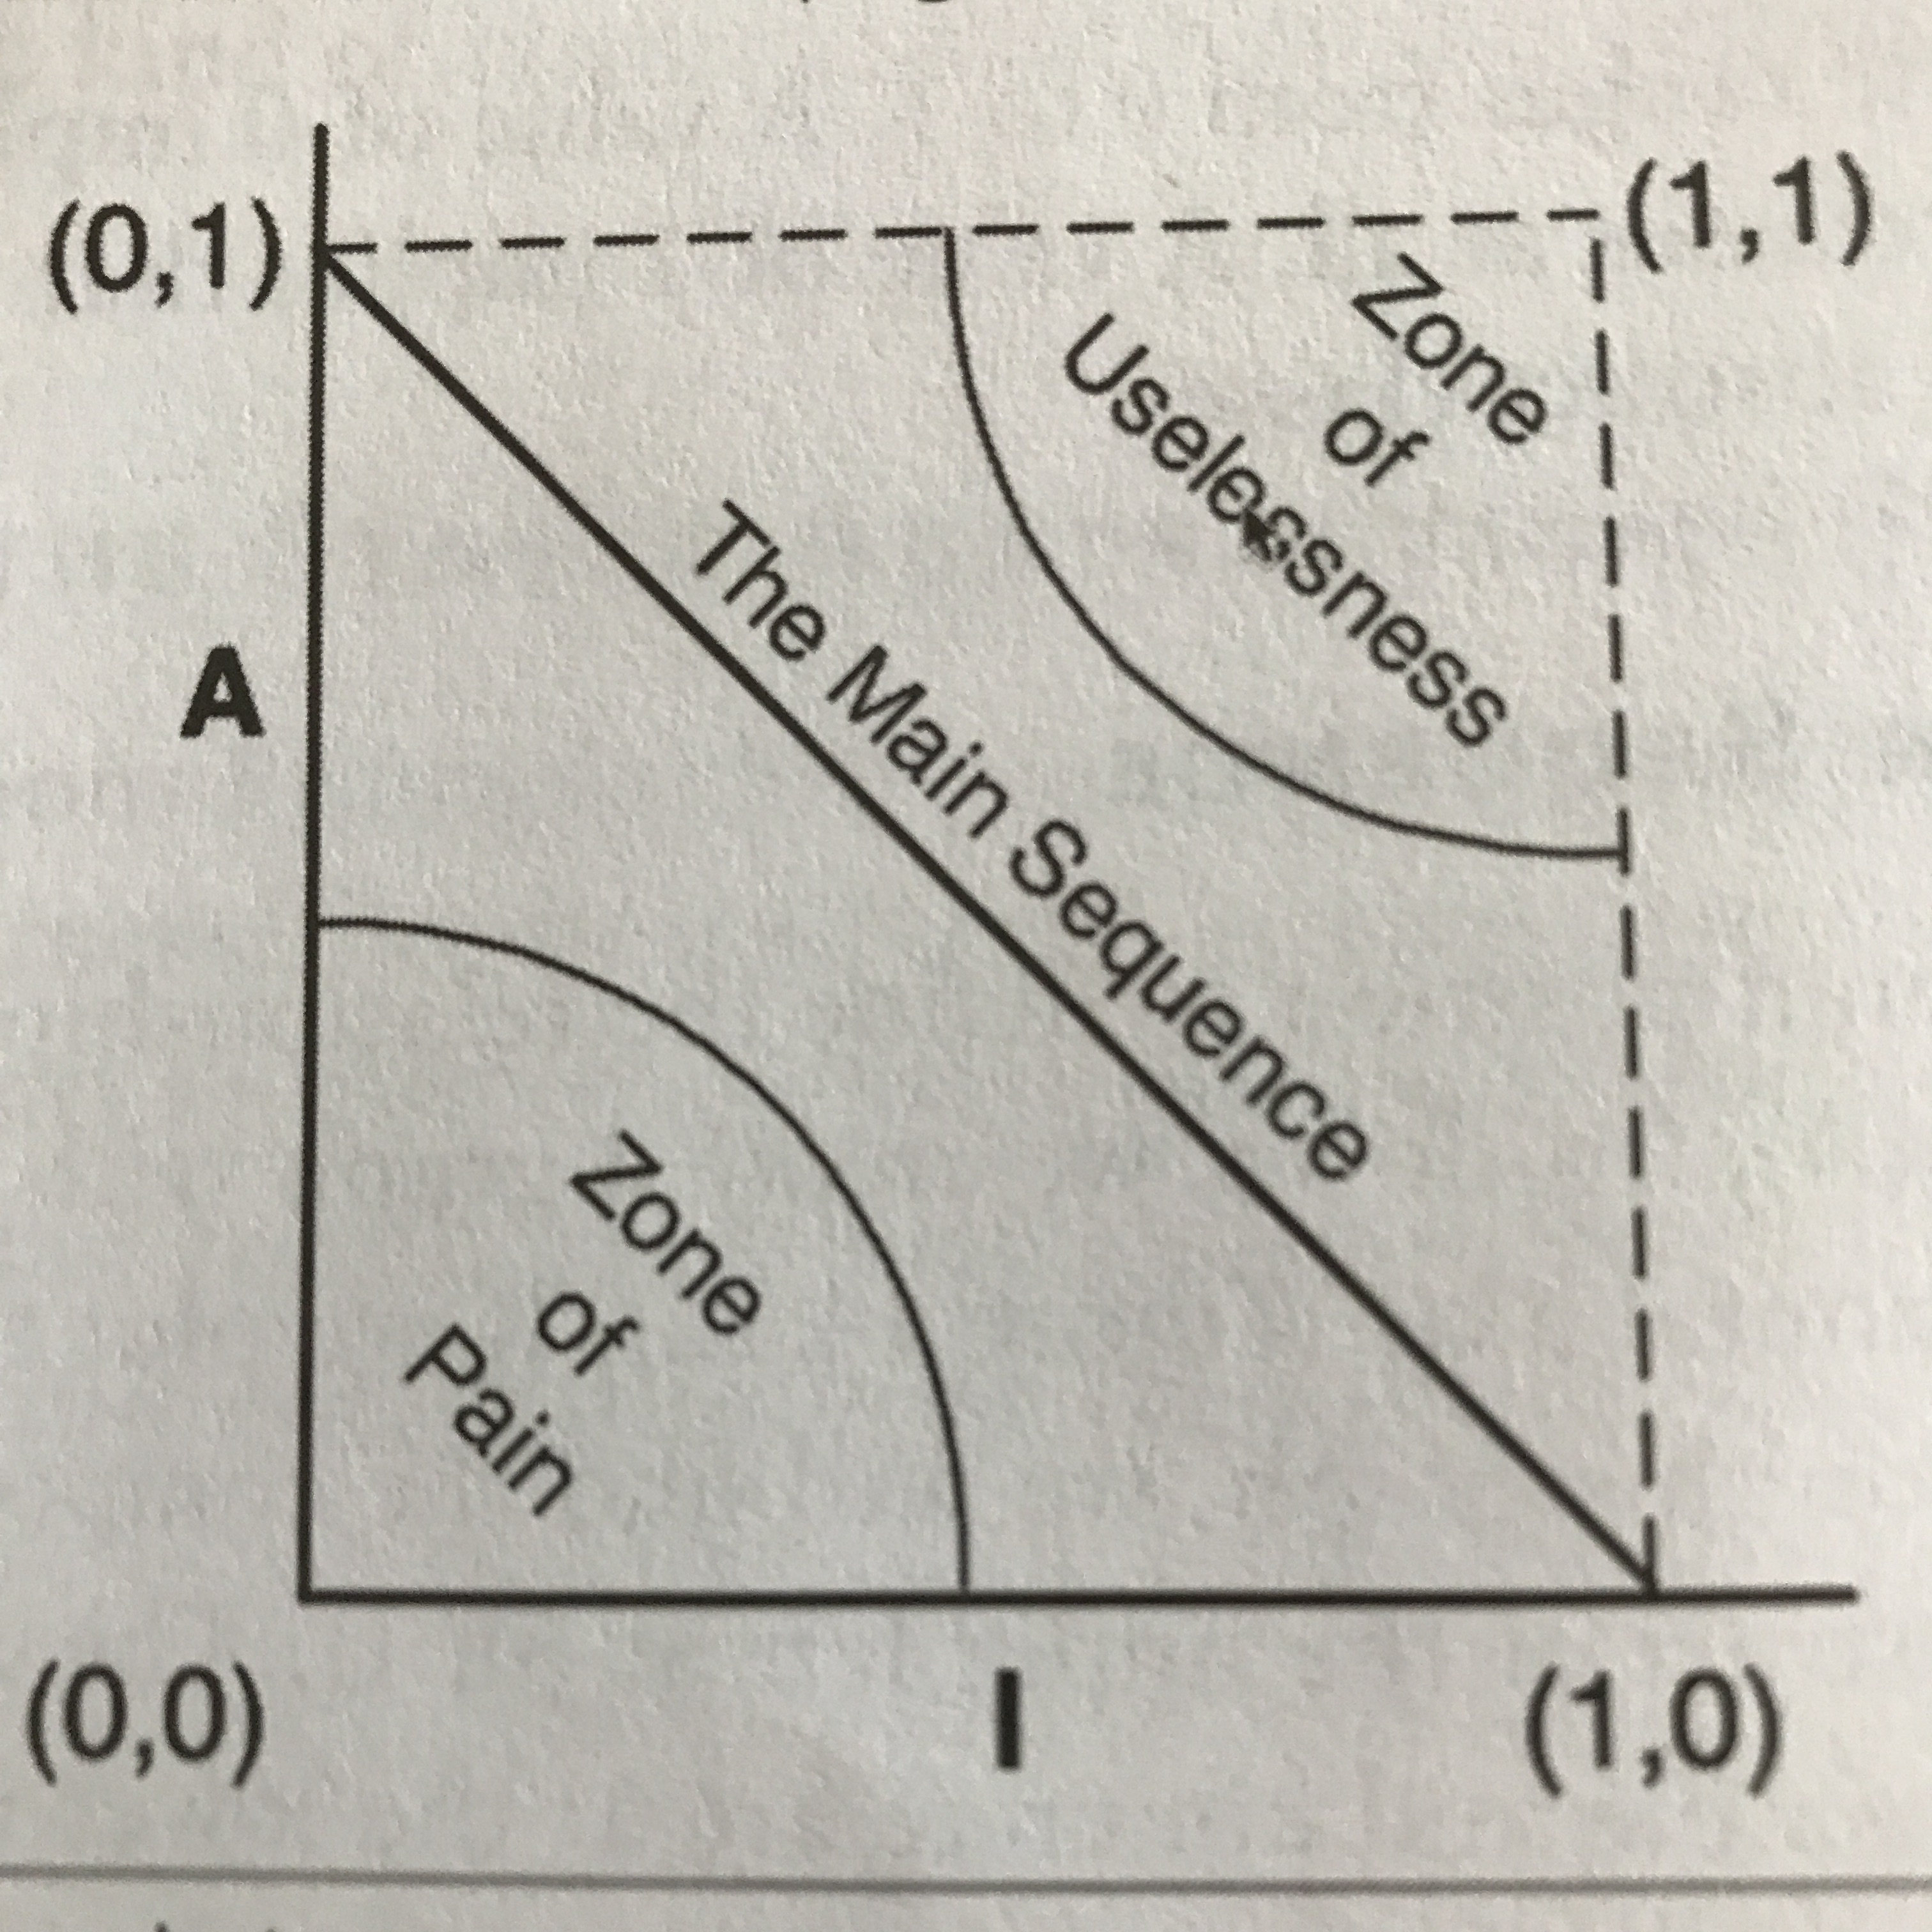 (0,1)
(1,1)
Zone
of
Uselessness
A
The Main Sequence
Zone
of
Pain
(0,0)
I
(1,0)